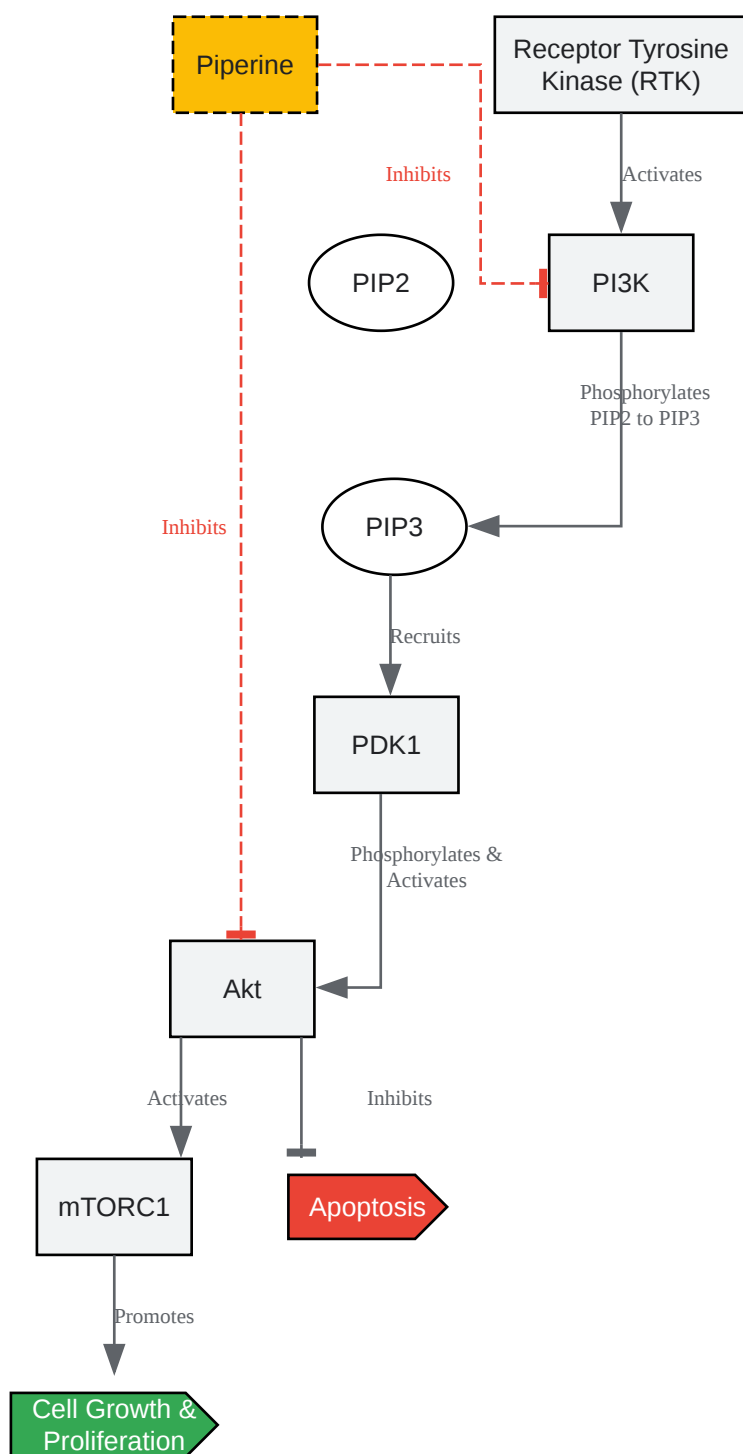 Piperine
Receptor Tyrosine
Kinase (RTK)
Inhibits
Activates
PIP2
PI3K
Phosphorylates
PIP2 to PIP3
Inhibits
PIP3
Recruits
PDK1
Phosphorylates &
Activates
Akt
Activates
Inhibits
mTORC1
Apoptosis
Promotes
Cell Growth &
Proliferation